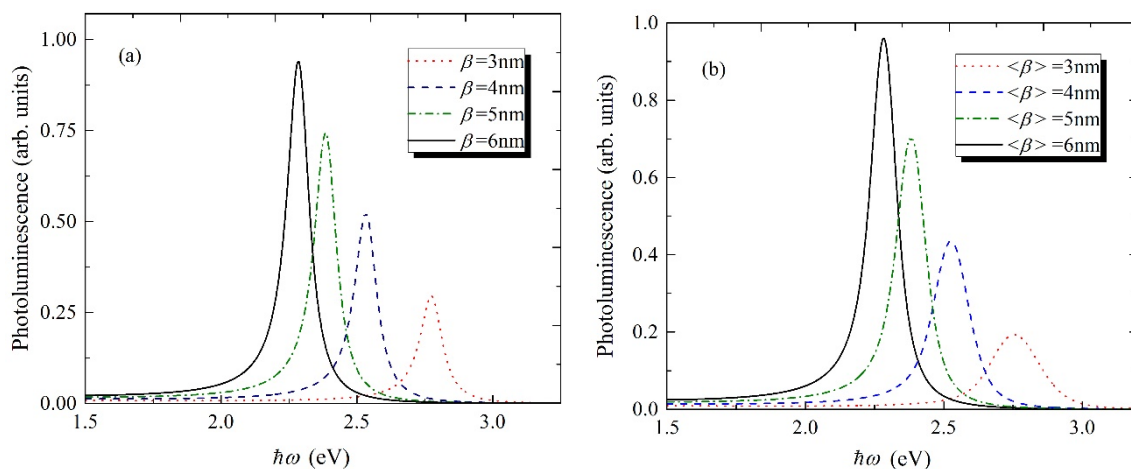 (a)
β=3nm
β=4nm
β=5nm
β=6nm
Photoluminescence (arb. units)
1.00
0.75
0.50
0.25
0.00
1.5 2.0 2.5 3.0
ħω (eV)
(b)
<β> =3nm
<β> =4nm
<β> =5nm
<β> =6nm
Photoluminescence (arb. units)
1.0
0.8
0.6
0.4
0.2
0.0
1.5 2.0 2.5 3.0
ħω (eV)